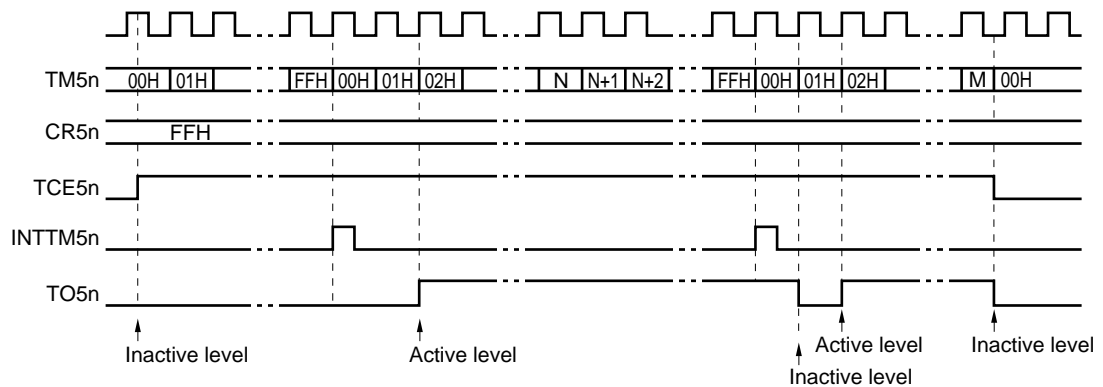 TM5n 00H 01H FFH 00H 01H 02H N N+1 N+2 FFH 00H 01H 02H M 00H
CR5n FFH
TCE5n
INTTM5n
TO5n
Inactive level Active level Active level Inactive level
Inactive level